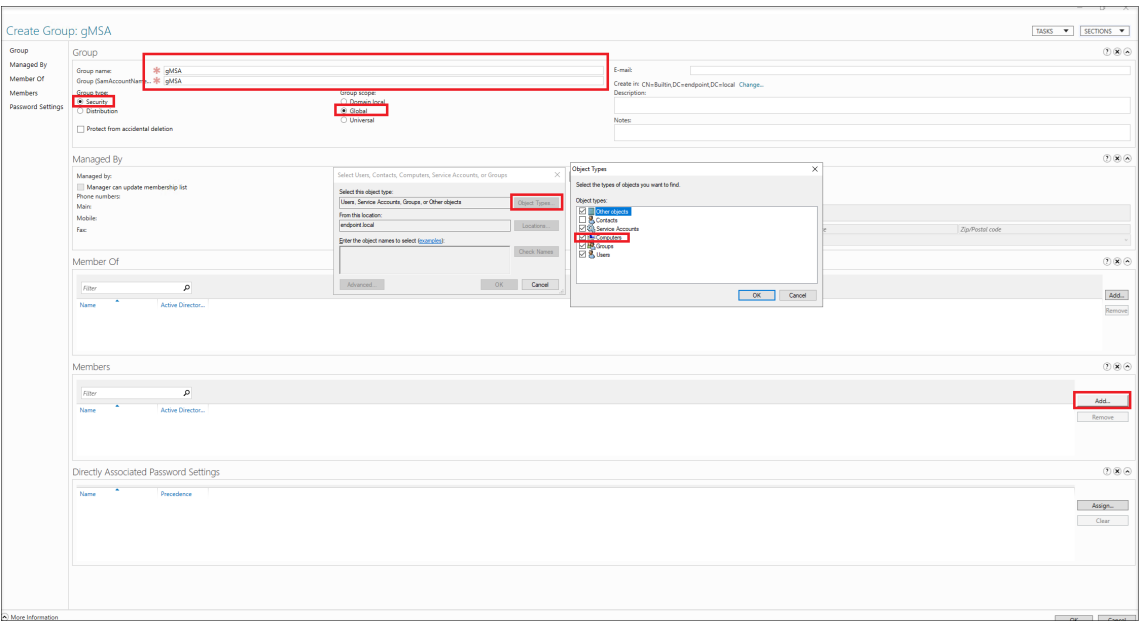 Create Group: gMSA
TASKS
SECTIONS
Group
Managed By
Member Of
Members
Password Settings
Group
Group name:
gMSA
Group (SamAccountName...
gMSA
Group type:
Security
Distribution
Protect from accidental deletion
Group scope:
Domain local
Global
Universal
E-mail:
Create in: CN=Builtin,DC=endpoint,DC=local Change...
Description:
Notes:
Managed By
Managed by:
Manager can update membership list
Phone numbers:
Main:
Mobile:
Fax:
Zip/Postal code
Select Users, Contacts, Computers, Service Accounts, or Groups
Select this object type:
Users, Service Accounts, Groups, or Other objects
Object Types...
From this location:
endpoint.local
Locations...
Enter the object names to select (examples):
Check Names
Advanced...
OK
Cancel
Object Types
Select the types of objects you want to find.
Object types:
Other objects
Contacts
Service Accounts
Computers
Groups
Users
OK
Cancel
Member Of
Filter
Name
Active Director...
Add...
Remove
Members
Filter
Name
Active Director...
Add...
Remove
Directly Associated Password Settings
Name
Precedence
Assign...
Clear
More Information
OK
Cancel